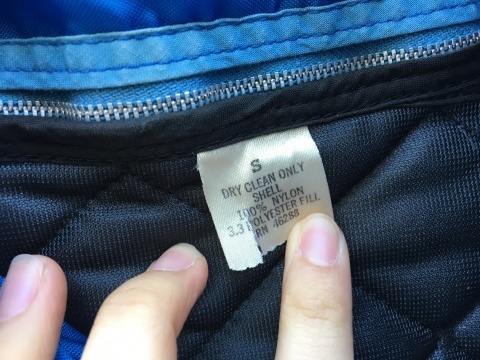 S
DRY CLEAN ONLY
SHELL
100% NYLON
3.3 POLYESTER FILL
RN 46288